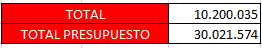 TOTAL 10.200.035
TOTAL PRESUPUESTO 30.021.574